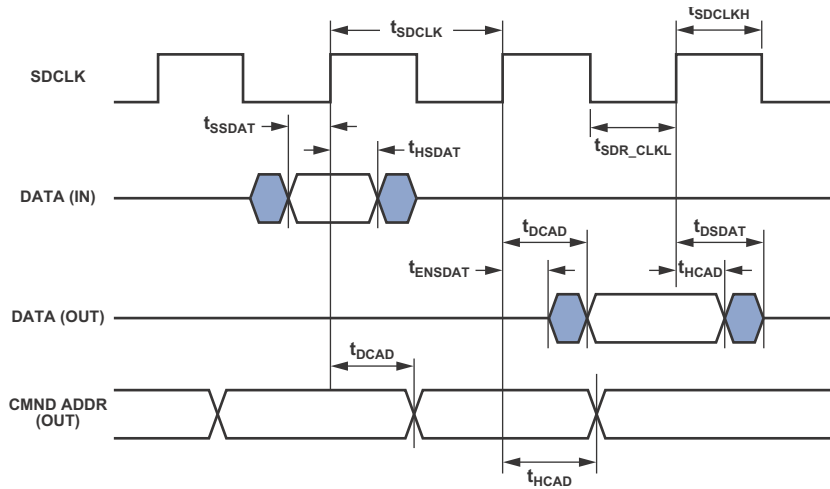 tSDCLK
tSDCLKH
SDCLK
tSSDAT
tHSDAT
tSDR_CLKL
DATA (IN)
tDCAD
tDSDAT
tENSDAT
tHCAD
DATA (OUT)
tDCAD
CMND ADDR
(OUT)
tHCAD